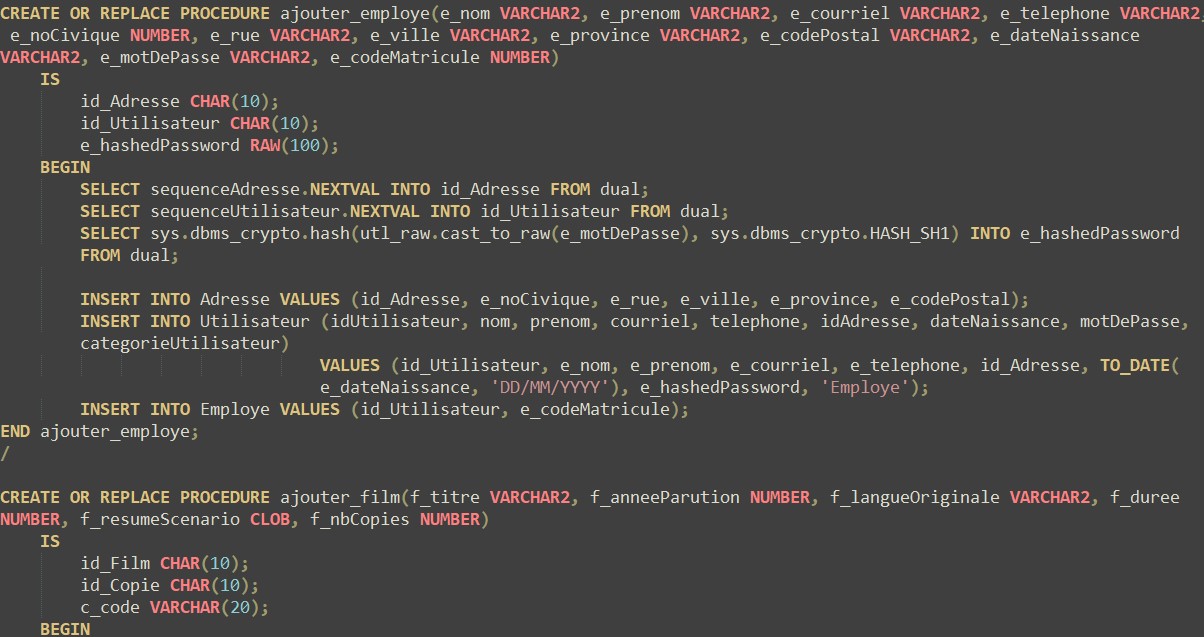 CREATE OR REPLACE PROCEDURE ajouter_employe(e_nom VARCHAR2, e_prenom VARCHAR2, e_courriel VARCHAR2, e_telephone VARCHAR2,
e_noCivique NUMBER, e_rue VARCHAR2, e_ville VARCHAR2, e_province VARCHAR2, e_codePostal VARCHAR2, e_dateNaissance
VARCHAR2, e_motDePasse VARCHAR2, e_codeMatricule NUMBER)
IS
id_Adresse CHAR(10);
id_Utilisateur CHAR(10);
e_hashedPassword RAW(100);
BEGIN
SELECT sequenceAdresse.NEXTVAL INTO id_Adresse FROM dual;
SELECT sequenceUtilisateur.NEXTVAL INTO id_Utilisateur FROM dual;
SELECT sys.dbms_crypto.hash(utl_raw.cast_to_raw(e_motDePasse), sys.dbms_crypto.HASH_SH1) INTO e_hashedPassword
FROM dual;
INSERT INTO Adresse VALUES (id_Adresse, e_noCivique, e_rue, e_ville, e_province, e_codePostal);
INSERT INTO Utilisateur (idUtilisateur, nom, prenom, courriel, telephone, idAdresse, dateNaissance, motDePasse,
categorieUtilisateur)
VALUES (id_Utilisateur, e_nom, e_prenom, e_courriel, e_telephone, id_Adresse, TO_DATE(
e_dateNaissance, 'DD/MM/YYYY'), e_hashedPassword, 'Employe');
INSERT INTO Employe VALUES (id_Utilisateur, e_codeMatricule);
END ajouter_employe;
/
CREATE OR REPLACE PROCEDURE ajouter_film(f_titre VARCHAR2, f_anneeParution NUMBER, f_langueOriginale VARCHAR2, f_duree
NUMBER, f_resumeScenario CLOB, f_nbCopies NUMBER)
IS
id_Film CHAR(10);
id_Copie CHAR(10);
c_code VARCHAR(20);
BEGIN